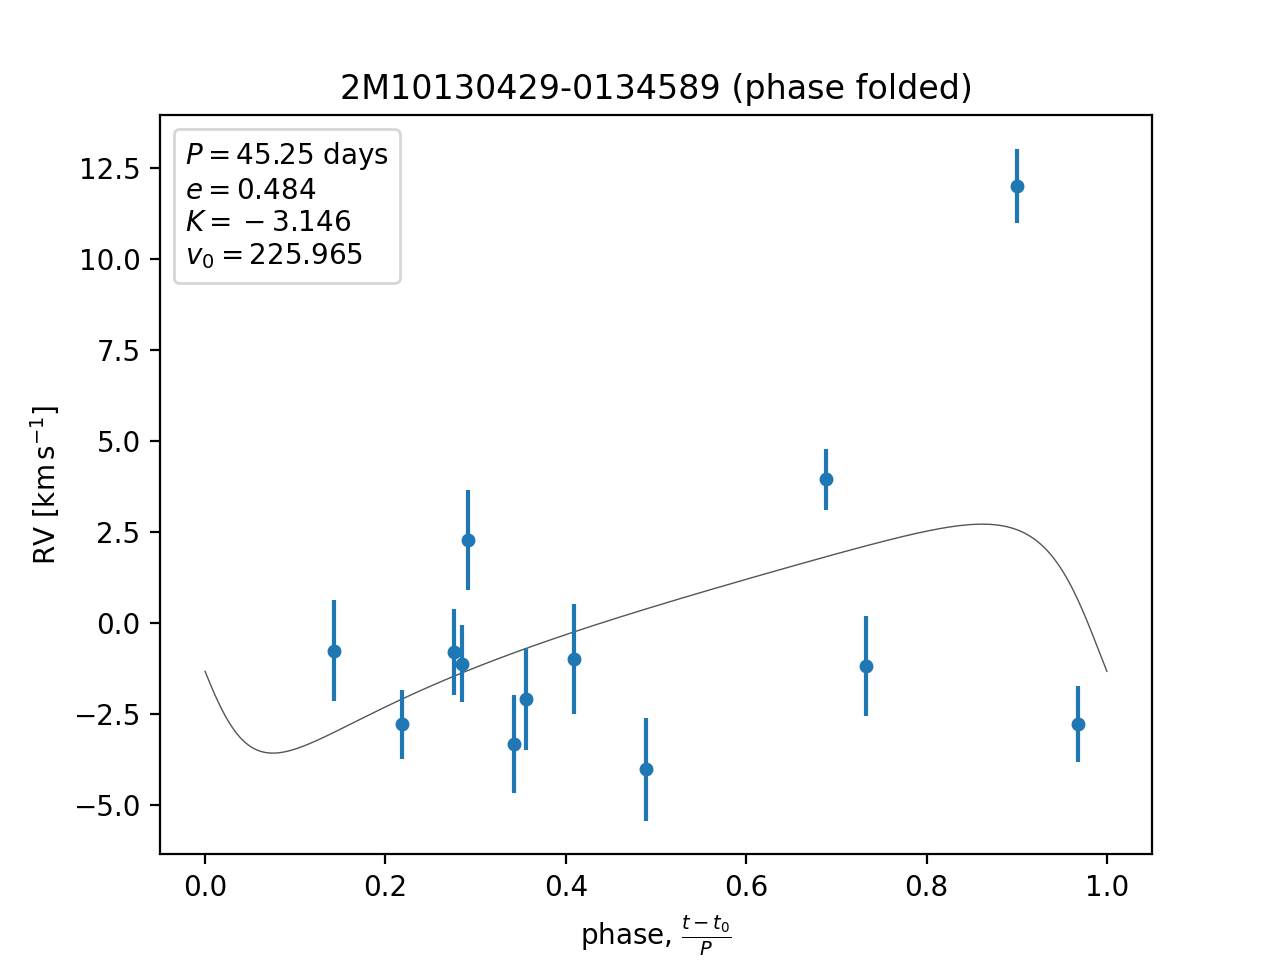 2M10130429-0134589 (phase folded)
P = 45.25 days
e = 0.484
K = −3.146
v₀ = 225.965
12.5
10.0
7.5
5.0
2.5
0.0
−2.5
−5.0
RV [km s⁻¹]
0.0 0.2 0.4 0.6 0.8 1.0
phase, (t − t₀)/P